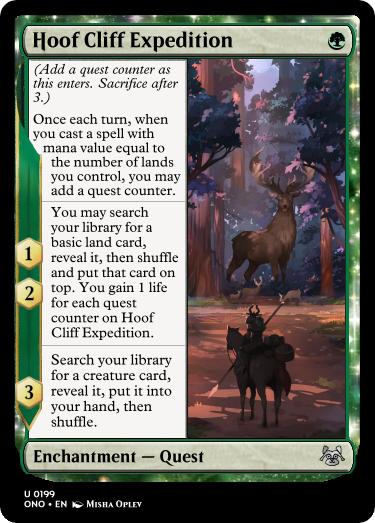 Hoof Cliff Expedition
(Add a quest counter as
this enters. Sacrifice after
3.)
Once each turn, when
you cast a spell with
mana value equal to
the number of lands
you control, you may
add a quest counter.
1
2
You may search
your library for a
basic land card,
reveal it, then shuffle
and put that card on
top. You gain 1 life
for each quest
counter on Hoof
Cliff Expedition.
3
Search your library
for a creature card,
reveal it, put it into
your hand, then
shuffle.
Enchantment — Quest
U 0199
ONO • EN Misha Oplev